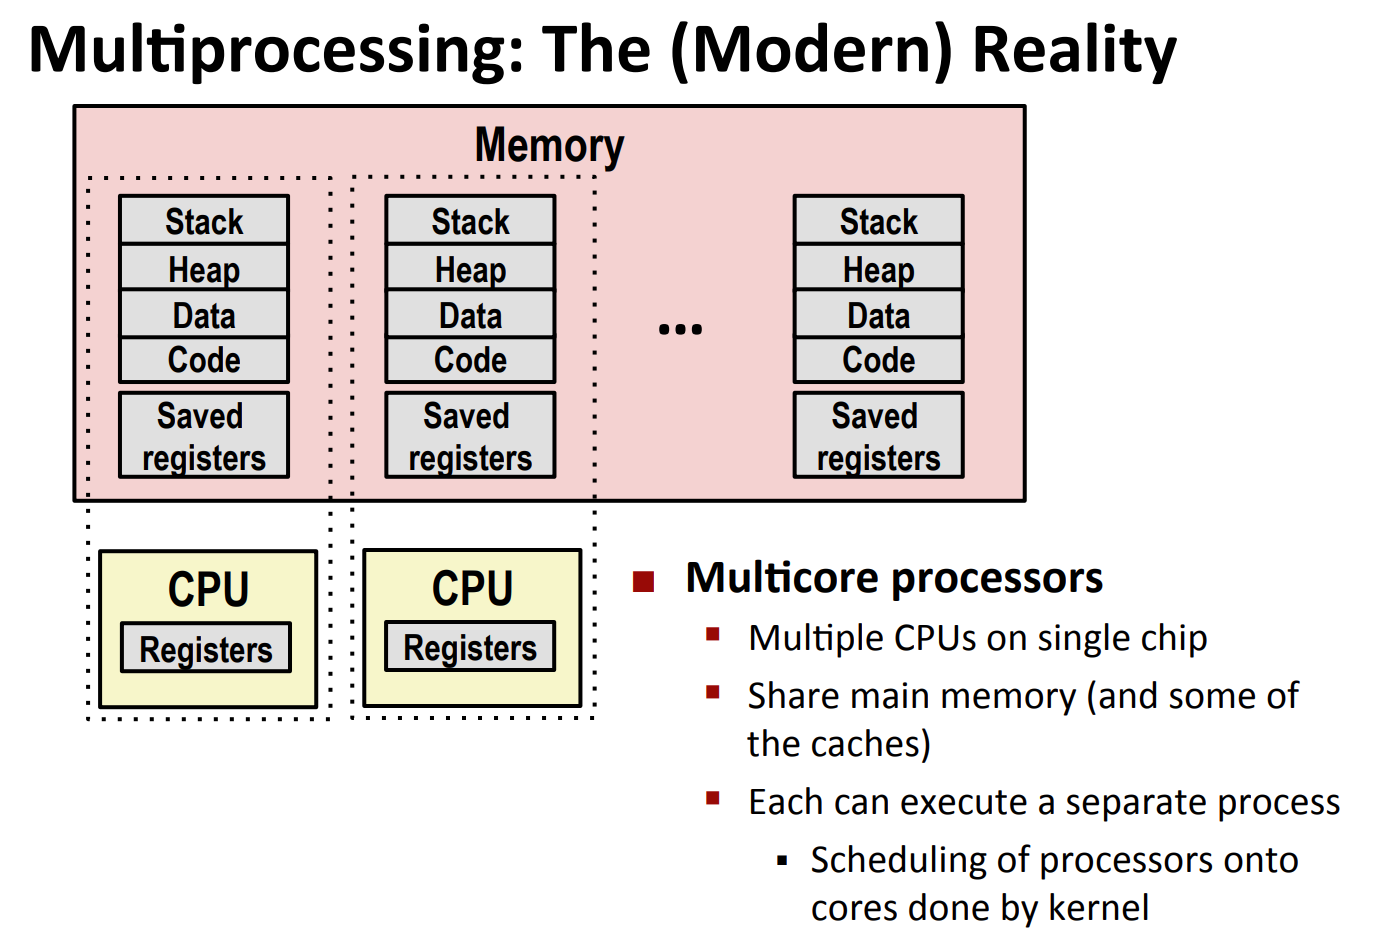 Multiprocessing: The (Modern) Reality
Memory
Stack
Heap
Data
Code
Saved
registers
Stack
Heap
Data
Code
Saved
registers
...
Stack
Heap
Data
Code
Saved
registers
CPU
Registers
CPU
Registers
Multicore processors
Multiple CPUs on single chip
Share main memory (and some of
the caches)
Each can execute a separate process
Scheduling of processors onto
cores done by kernel